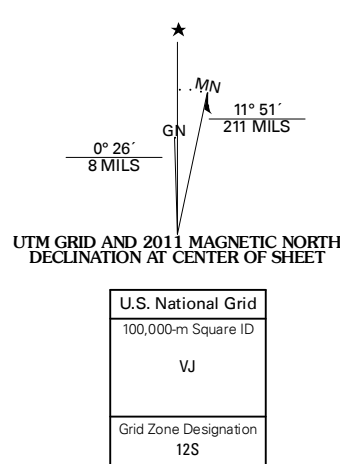 ★
MN
GN
11° 51´
211 MILS
0° 26´
8 MILS
UTM GRID AND 2011 MAGNETIC NORTH
DECLINATION AT CENTER OF SHEET
U.S. National Grid
100,000-m Square ID
VJ
Grid Zone Designation
12S